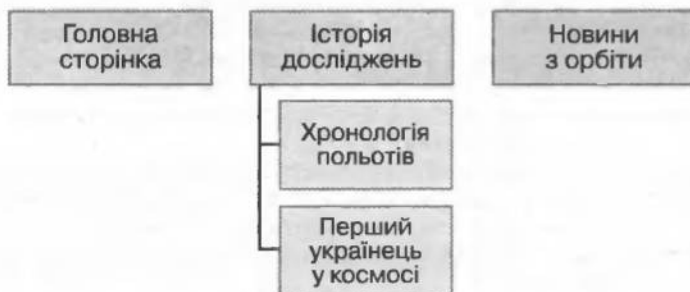 Головна
сторінка
Історія
досліджень
Новини
з орбіти
Хронологія
польотів
Перший
українець
у космосі